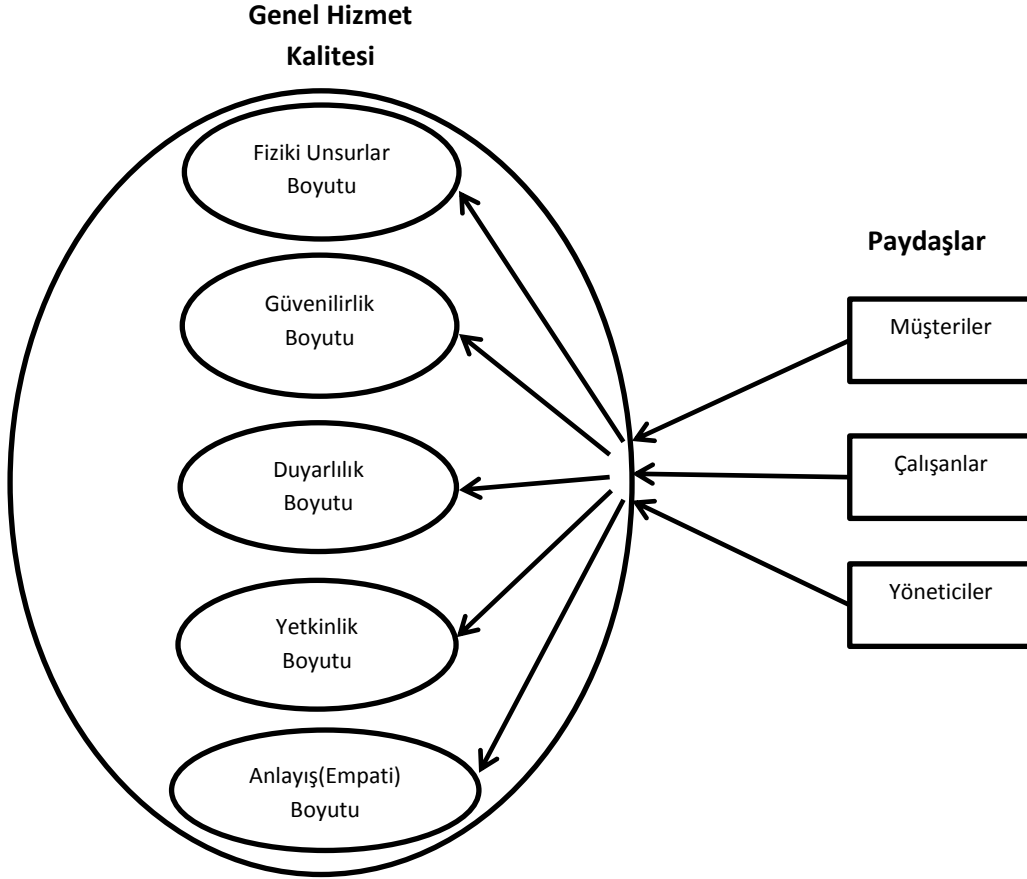 Genel Hizmet
Kalitesi
Fiziki Unsurlar
Boyutu
Güvenilirlik
Boyutu
Duyarlılık
Boyutu
Yetkinlik
Boyutu
Anlayış(Empati)
Boyutu
Paydaşlar
Müşteriler
Çalışanlar
Yöneticiler